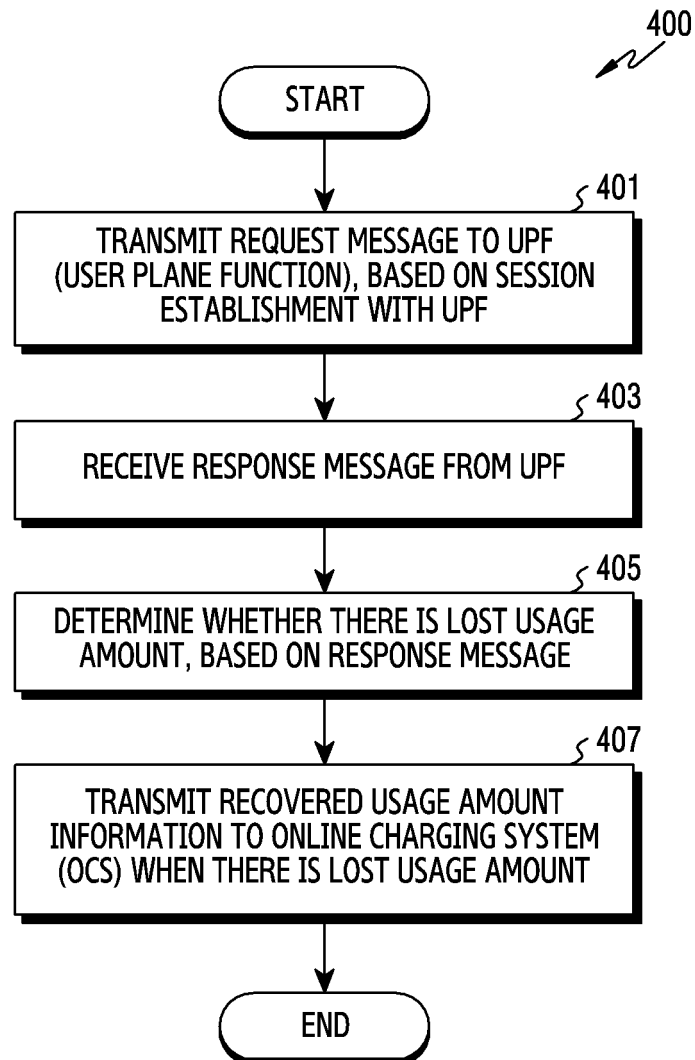 400
START
401
TRANSMIT REQUEST MESSAGE TO UPF
(USER PLANE FUNCTION), BASED ON SESSION
ESTABLISHMENT WITH UPF
403
RECEIVE RESPONSE MESSAGE FROM UPF
405
DETERMINE WHETHER THERE IS LOST USAGE
AMOUNT, BASED ON RESPONSE MESSAGE
407
TRANSMIT RECOVERED USAGE AMOUNT
INFORMATION TO ONLINE CHARGING SYSTEM
(OCS) WHEN THERE IS LOST USAGE AMOUNT
END